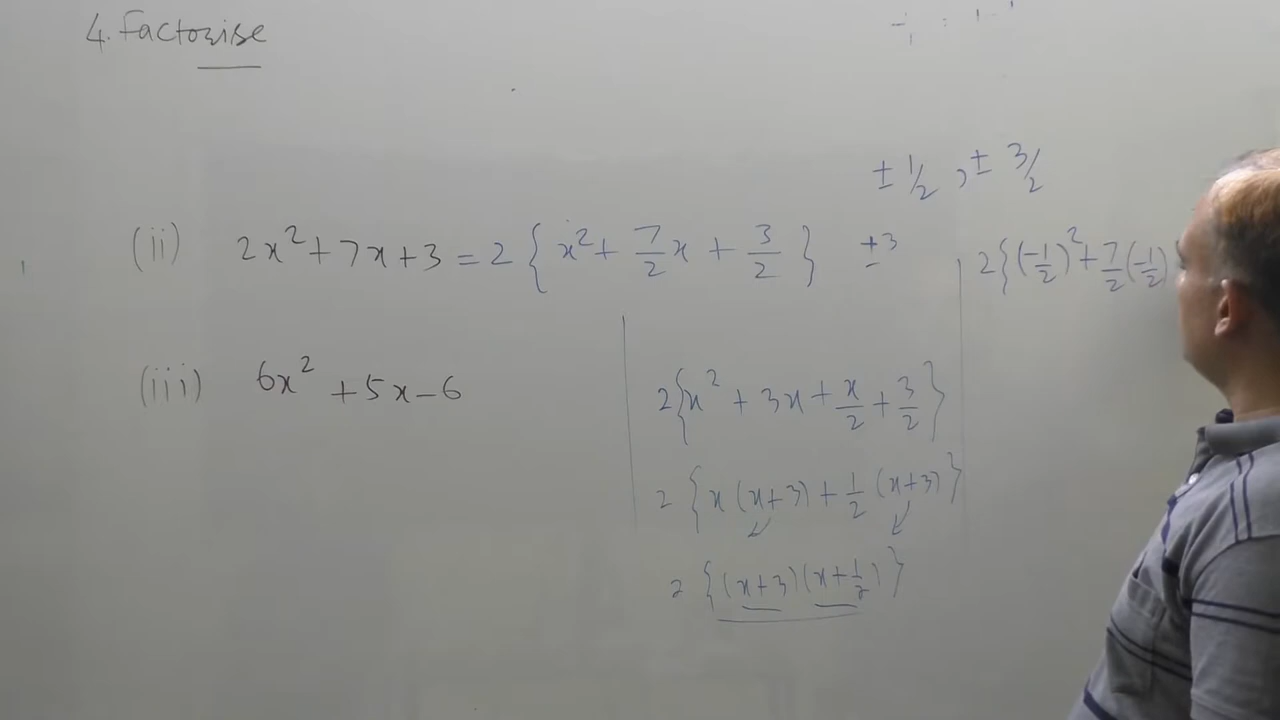 4. Factorise
± 1/2 , ± 3/2
(ii) 2x² + 7x + 3 = 2 { x² + 7/2 x + 3/2 } ±3
2{(-1/2)² + 7/2 (-1/2)
(iii) 6x² + 5x - 6
2{x² + 3x + x/2 + 3/2}
2 { x (x+3) + 1/2 (x+3)}
2 {(x+3)(x+1/2)}